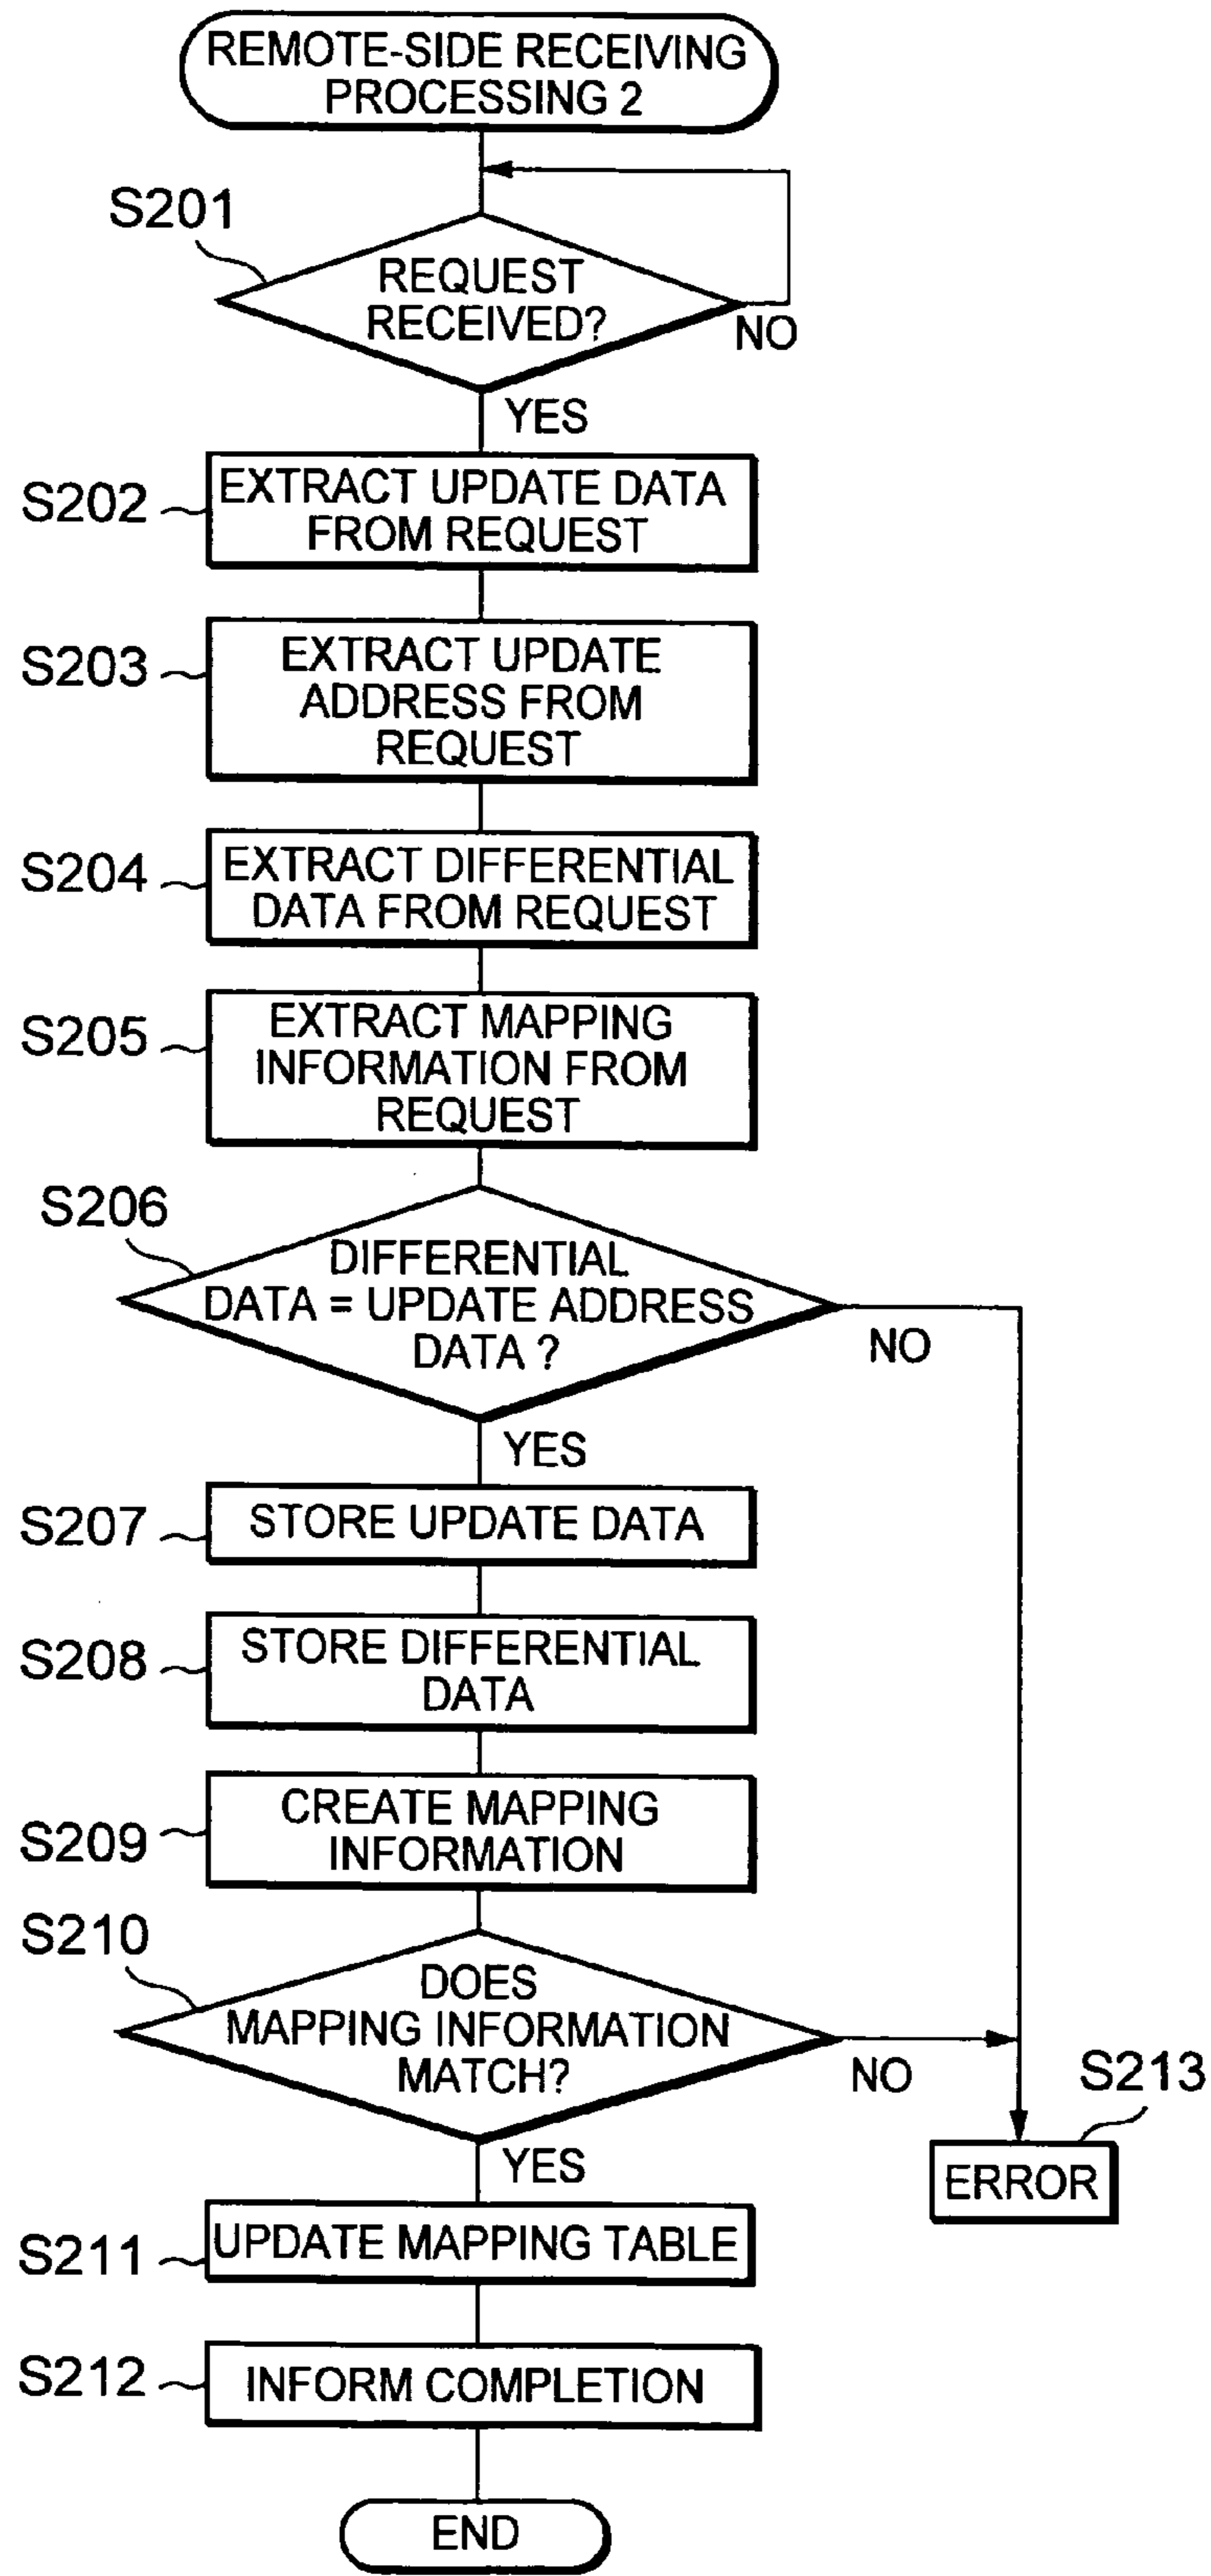 REMOTE-SIDE RECEIVING
PROCESSING 2
S201
REQUEST
RECEIVED?
NO
YES
S202
EXTRACT UPDATE DATA
FROM REQUEST
S203
EXTRACT UPDATE
ADDRESS FROM
REQUEST
S204
EXTRACT DIFFERENTIAL
DATA FROM REQUEST
S205
EXTRACT MAPPING
INFORMATION FROM
REQUEST
S206
DIFFERENTIAL
DATA = UPDATE ADDRESS
DATA ?
NO
YES
S207
STORE UPDATE DATA
S208
STORE DIFFERENTIAL
DATA
S209
CREATE MAPPING
INFORMATION
S210
DOES
MAPPING INFORMATION
MATCH?
NO
S213
ERROR
YES
S211
UPDATE MAPPING TABLE
S212
INFORM COMPLETION
END